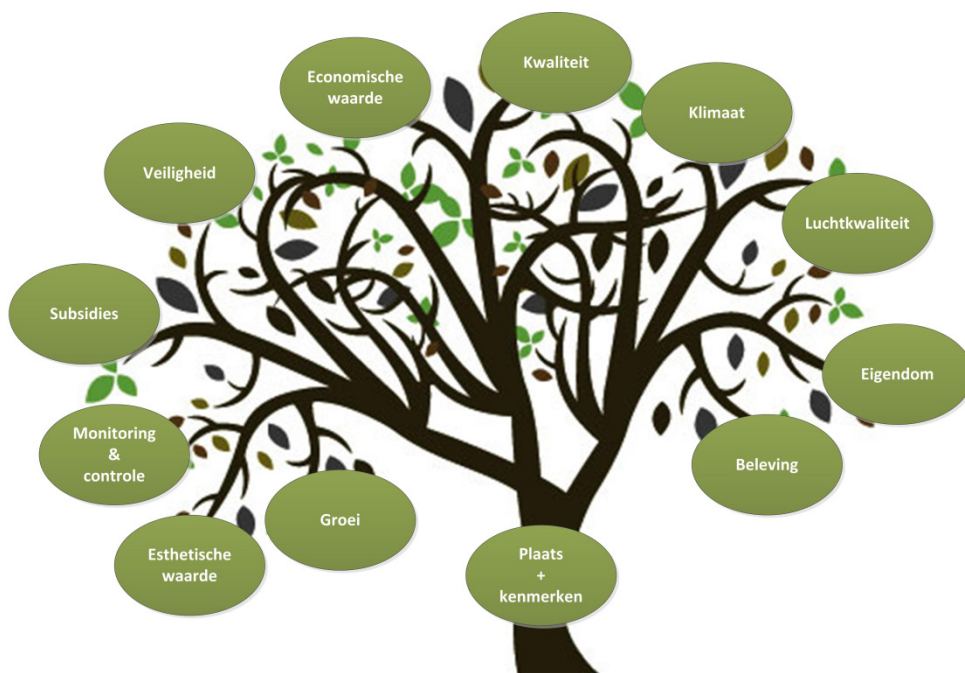 Kwaliteit
Economische
waarde
Klimaat
Veiligheid
Luchtkwaliteit
Subsidies
Eigendom
Monitoring
&
controle
Beleving
Groei
Esthetische
waarde
Plaats
+
kenmerken